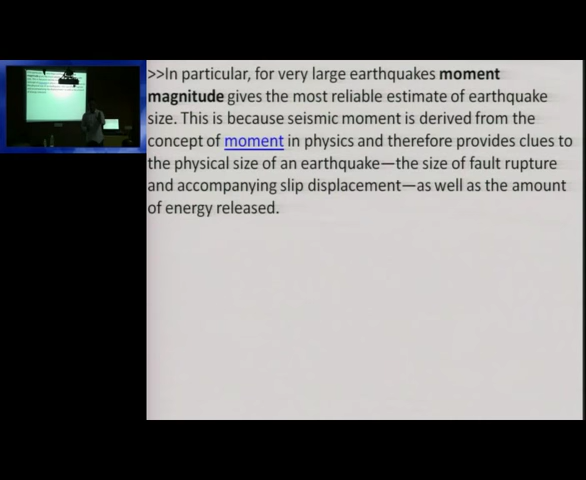 >>In particular, for very large earthquakes moment
magnitude gives the most reliable estimate of earthquake
size. This is because seismic moment is derived from the
concept of moment in physics and therefore provides clues to
the physical size of an earthquake—the size of fault rupture
and accompanying slip displacement—as well as the amount
of energy released.